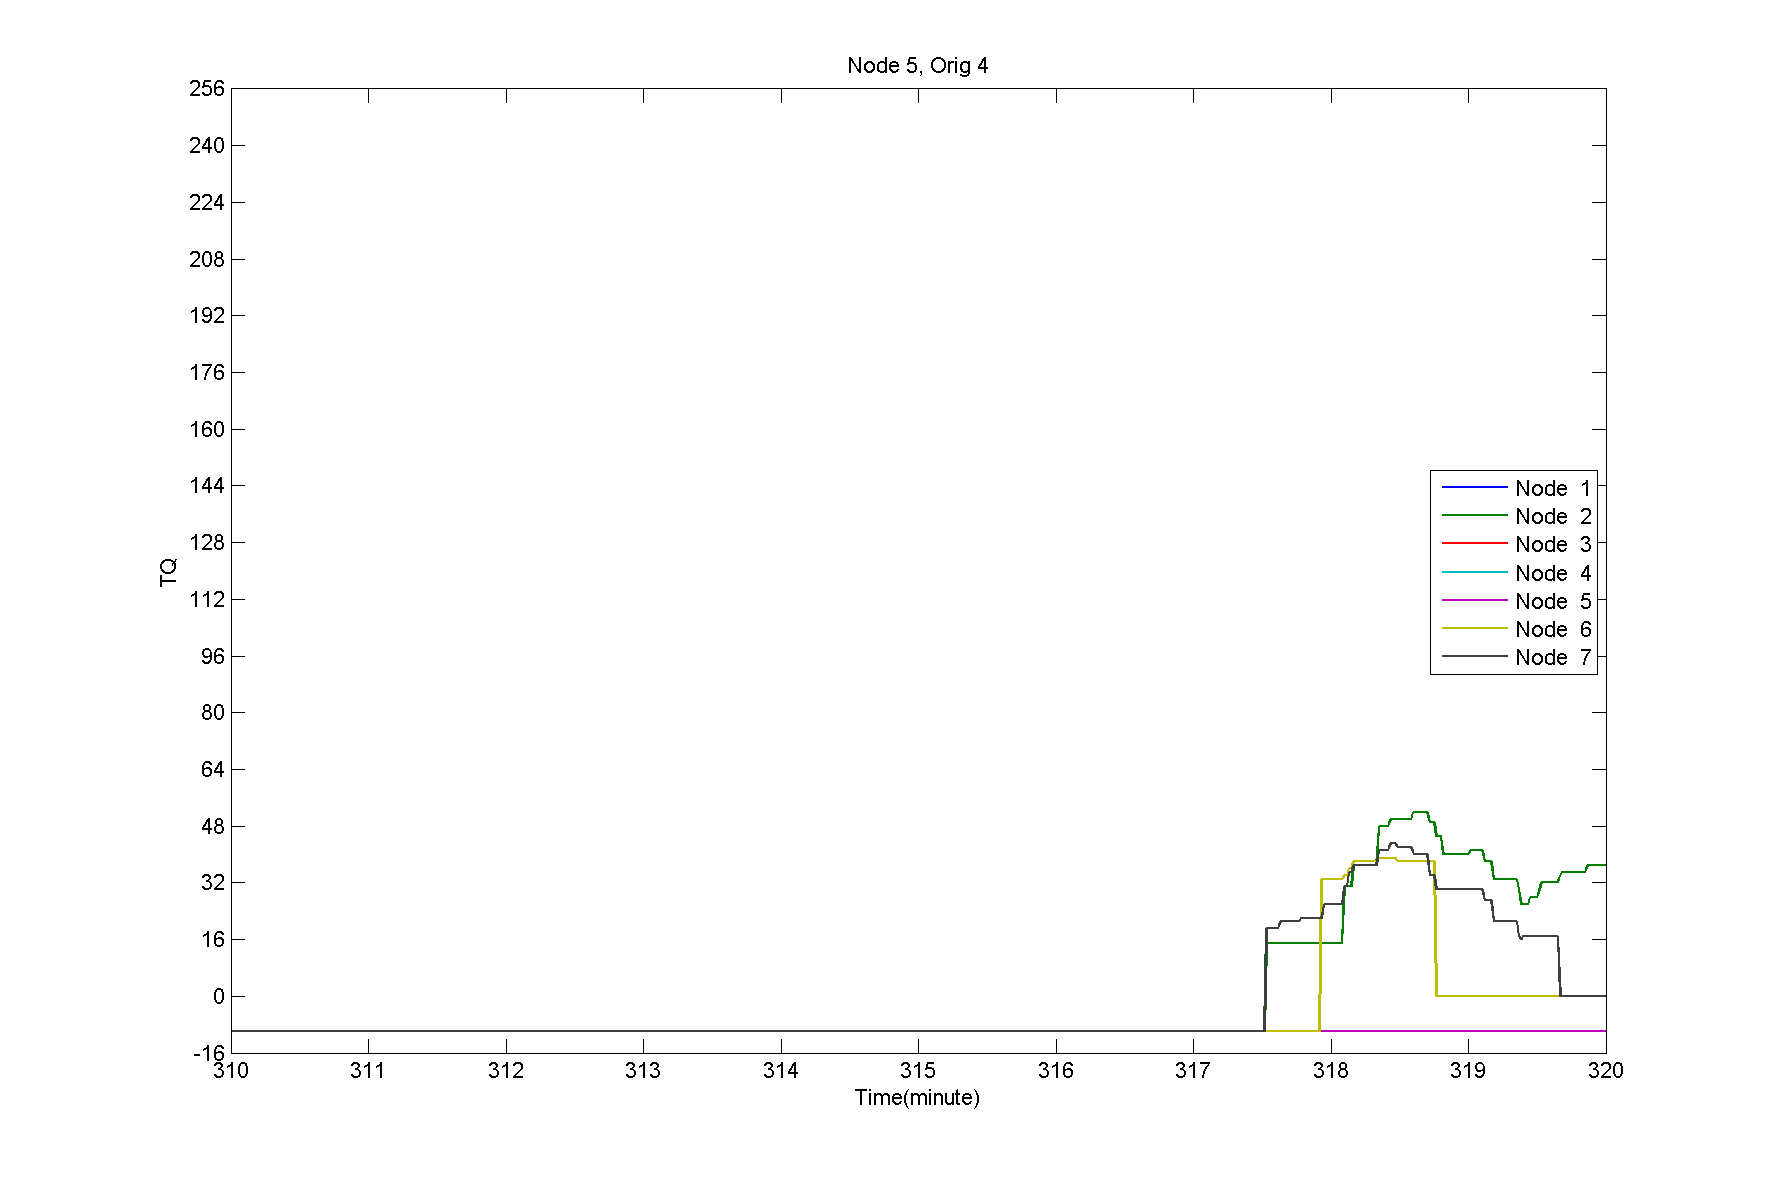 Node 5, Orig 4
256
240
224
208
192
176
160
144
128
112
96
80
64
48
32
16
0
-16
TQ
Node 1
Node 2
Node 3
Node 4
Node 5
Node 6
Node 7
310 311 312 313 314 315 316 317 318 319 320
Time(minute)